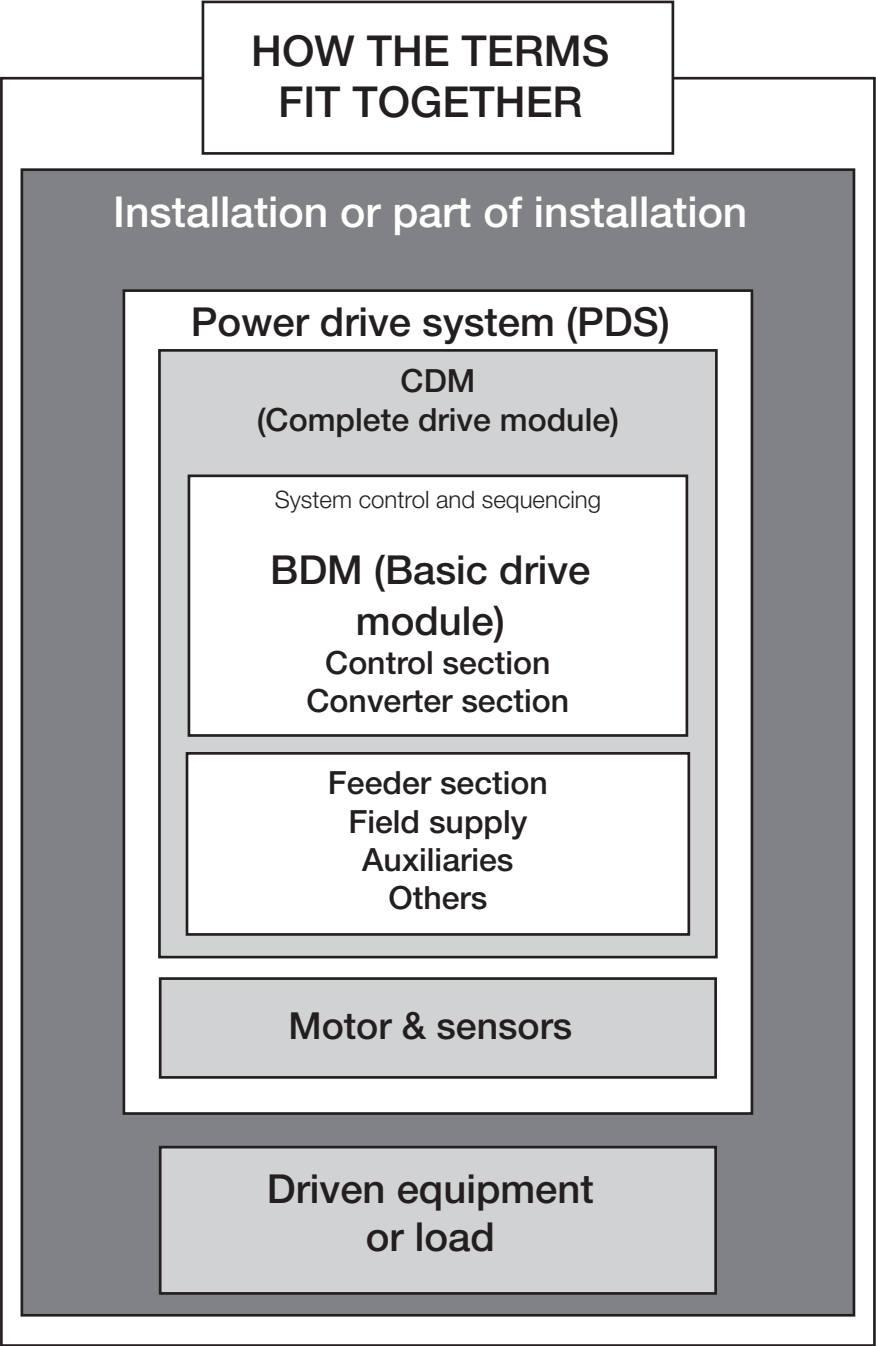 HOW THE TERMS
FIT TOGETHER
Installation or part of installation
Power drive system (PDS)
CDM
(Complete drive module)
System control and sequencing
BDM (Basic drive
module)
Control section
Converter section
Feeder section
Field supply
Auxiliaries
Others
Motor & sensors
Driven equipment
or load